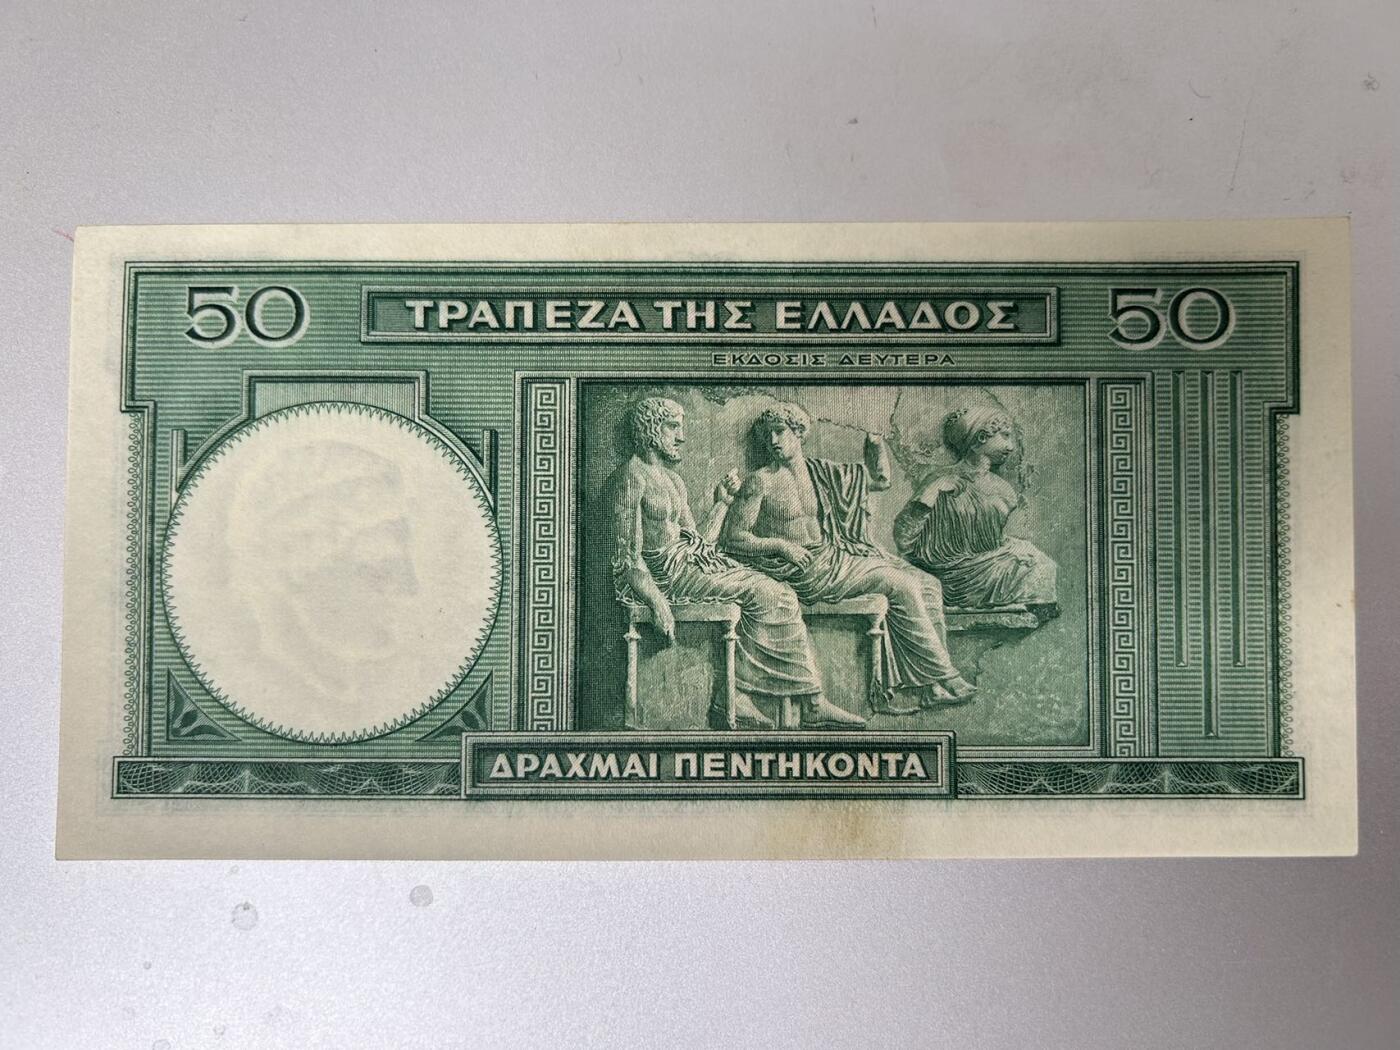 50 ΤΡΑΠΕΖΑ ΤΗΣ ΕΛΛΑΔΟΣ 50
ΕΚΔΟΣΙΣ ΔΕΥΤΕΡΑ
ΔΡΑΧΜΑΙ ΠΕΝΤΗΚΟΝΤΑ